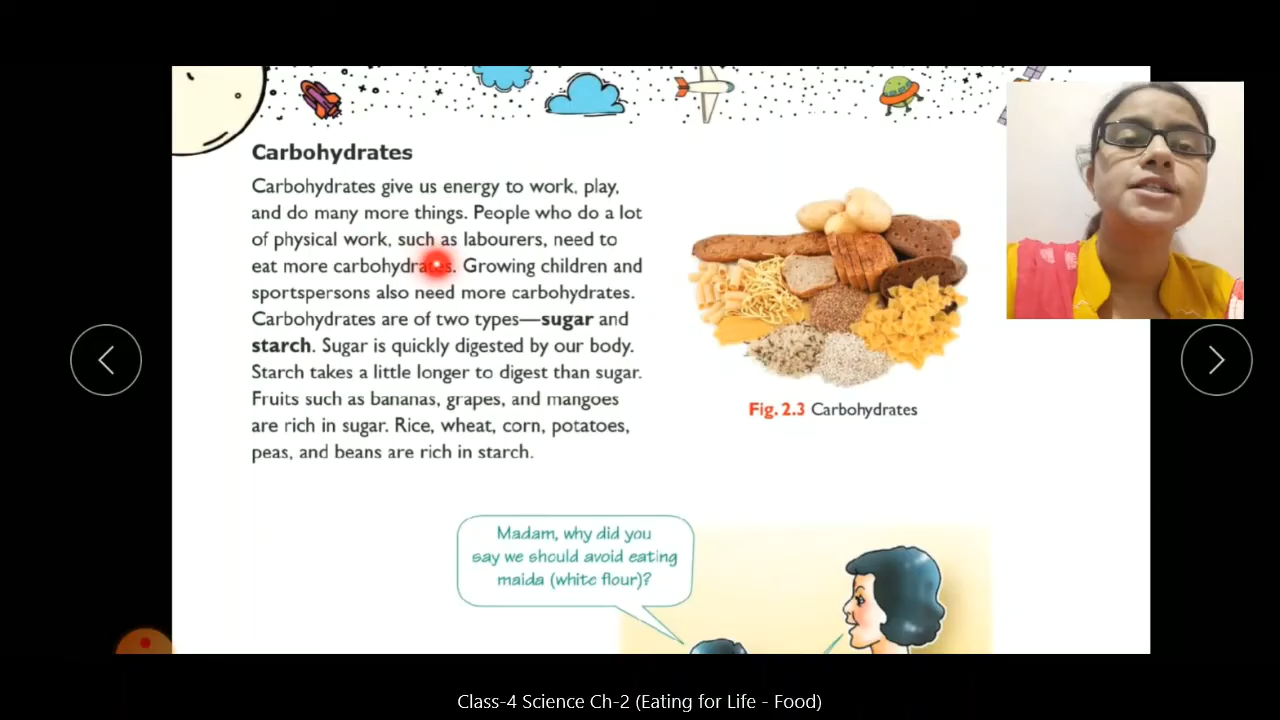 Carbohydrates
Carbohydrates give us energy to work, play,
and do many more things. People who do a lot
of physical work, such as labourers, need to
eat more carbohydrates. Growing children and
sportspersons also need more carbohydrates.
Carbohydrates are of two types—sugar and
starch. Sugar is quickly digested by our body.
Starch takes a little longer to digest than sugar.
Fruits such as bananas, grapes, and mangoes
are rich in sugar. Rice, wheat, corn, potatoes,
peas, and beans are rich in starch.
Fig. 2.3 Carbohydrates
Madam, why did you
say we should avoid eating
maida (white flour)?
Class-4 Science Ch-2 (Eating for Life - Food)